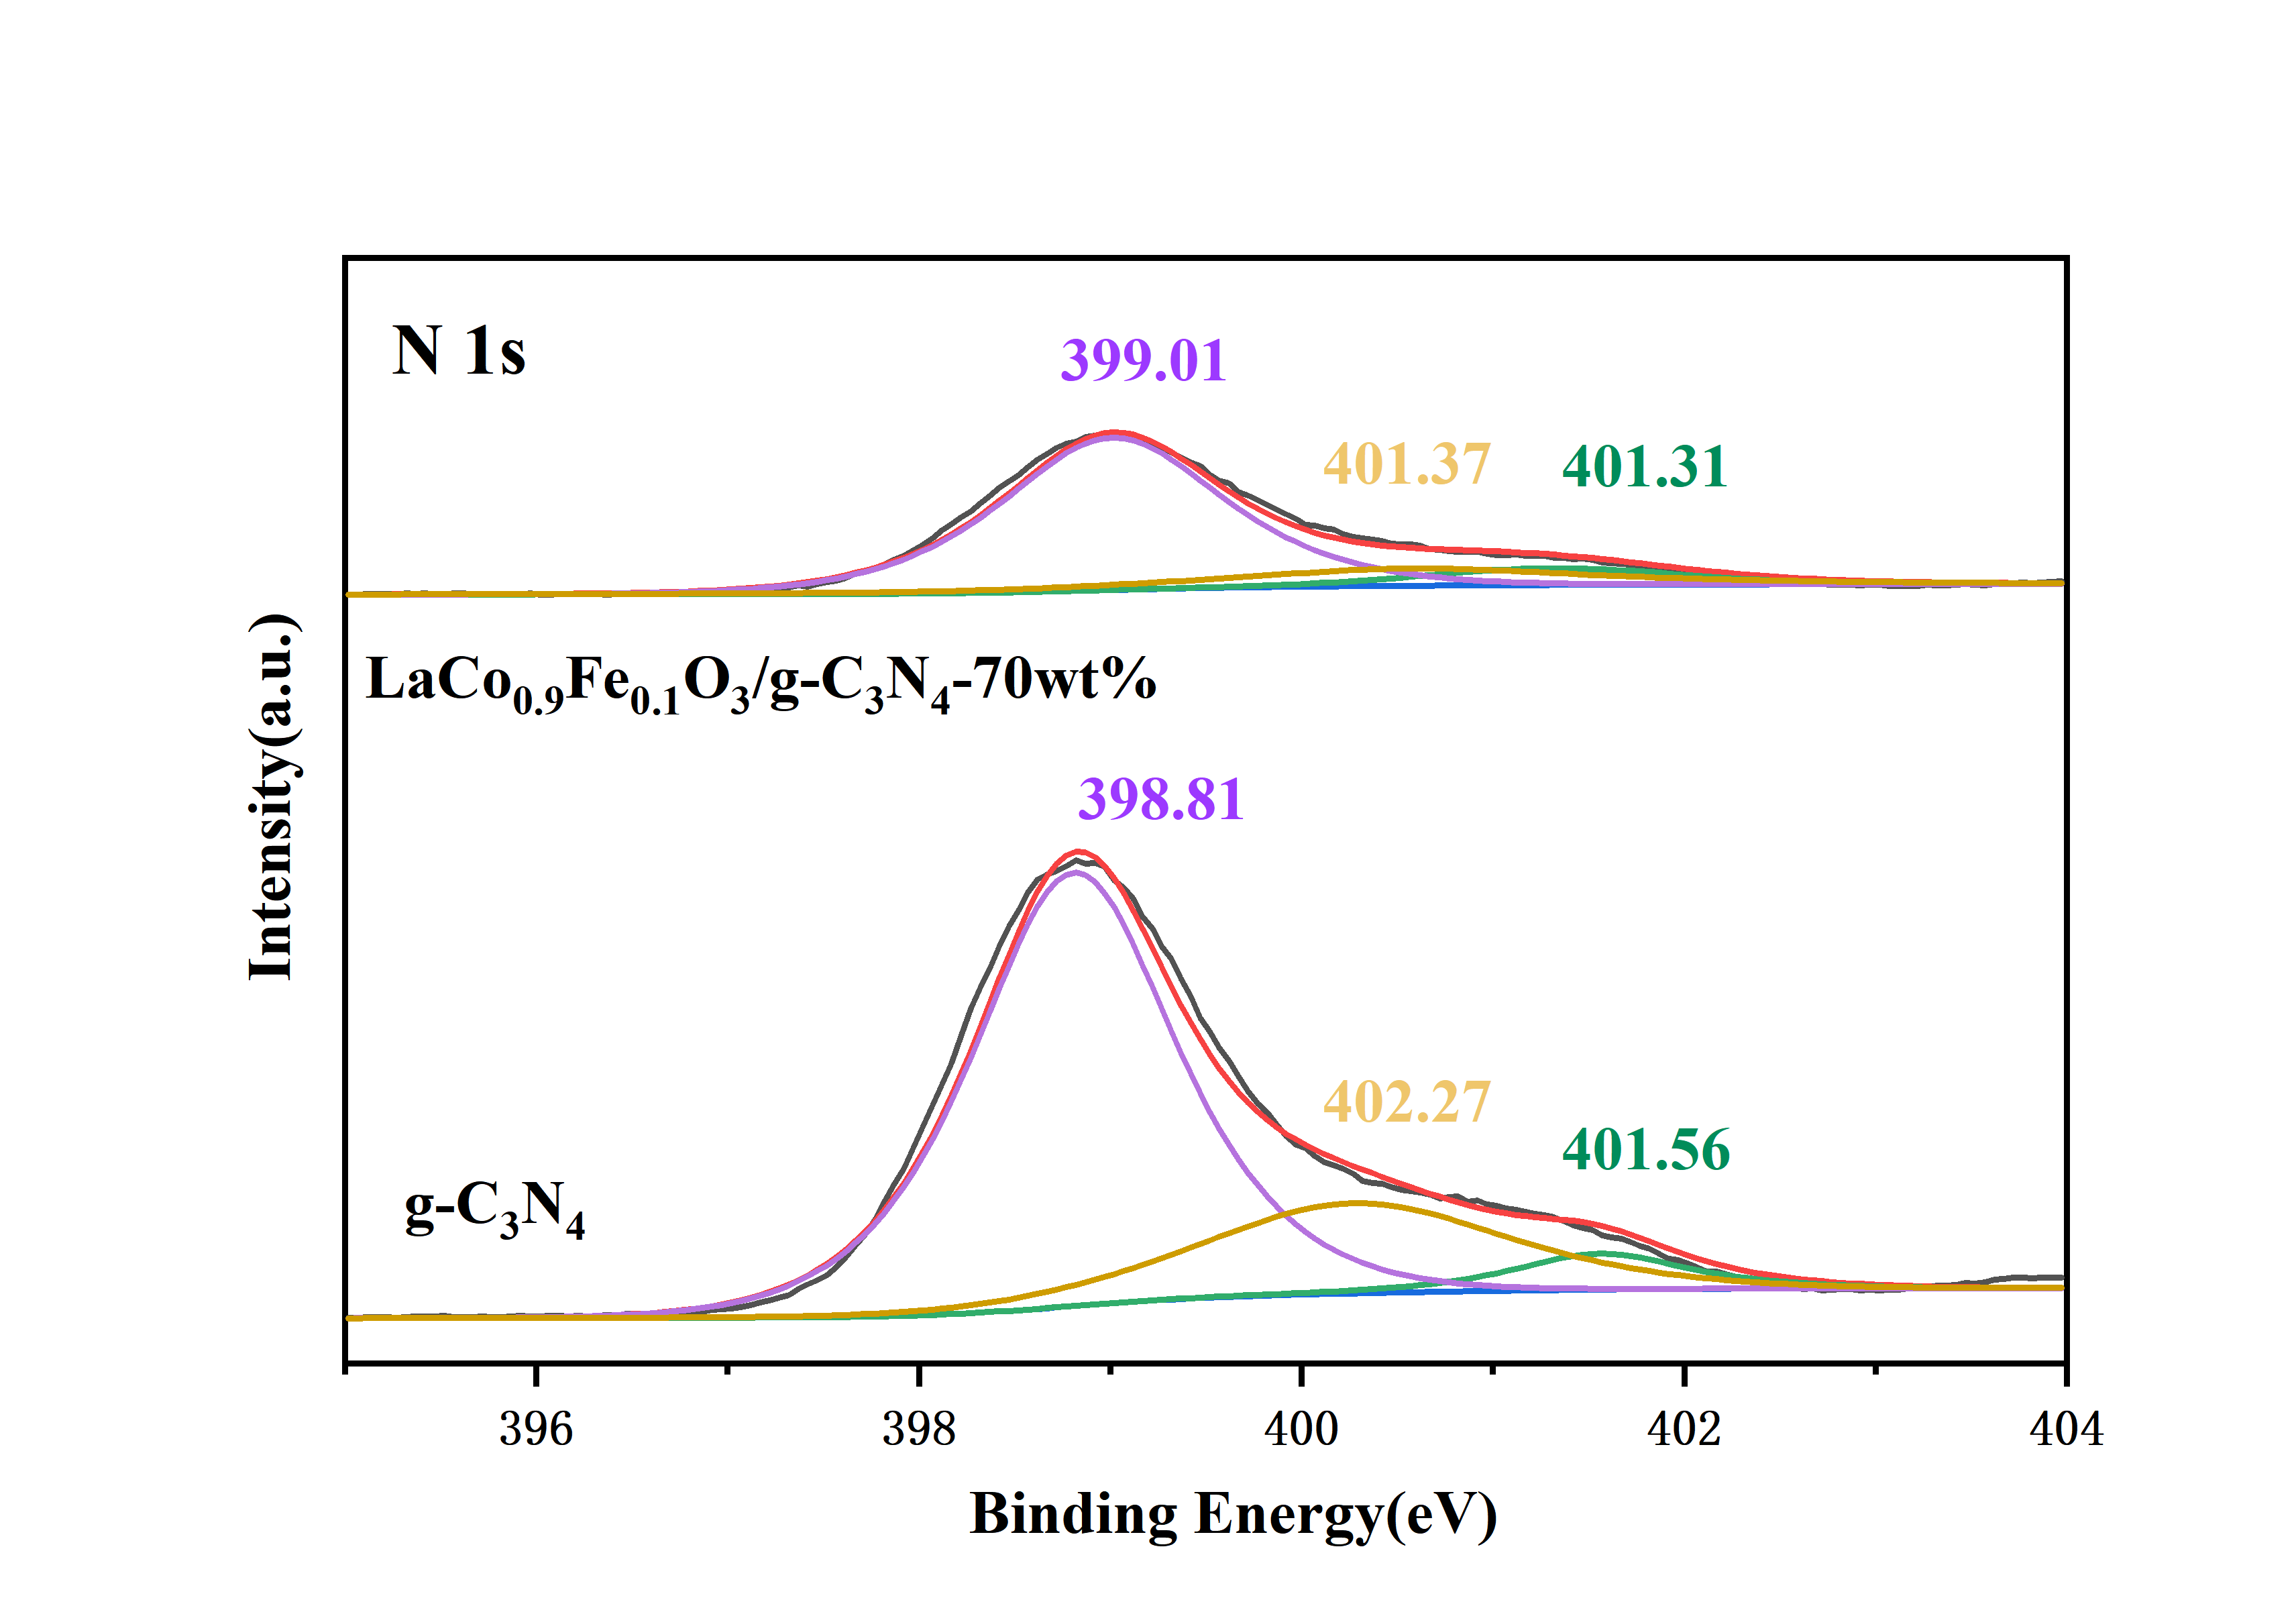 N 1s
399.01
401.37
401.31
LaCo₀.₉Fe₀.₁O₃/g-C₃N₄-70wt%
398.81
402.27
401.56
g-C₃N₄
Intensity(a.u.)
396 398 400 402 404
Binding Energy(eV)